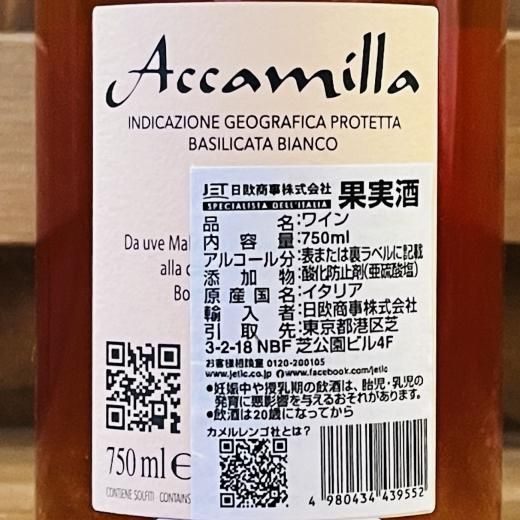 Accamilla
INDICAZIONE GEOGRAFICA PROTETTA
BASILICATA BIANCO
Da uve Mal
alla c
Bo
750 ml e
CONTIENE SOLFITI - CONTAINS
JET 日欧商事株式会社 果実酒
SPECIALISTA DELL'ITALIA
品名:ワイン
内容量:750ml
アルコール分:表または裏ラベルに記載
添加物:酸化防止剤(亜硫酸塩)
原産国:イタリア
輸入者:日欧商事株式会社
引取先:東京都港区芝
3-2-18 NBF 芝公園ビル4F
お客様相談室 0120-200105
www.jetlc.co.jp www.facebook.com/jetlc
•妊娠中や授乳期の飲酒は、胎児・乳児の
発育に悪影響を与えるおそれがあります。
•飲酒は20歳になってから
カメルレンゴ社とは?
4 980434 439552